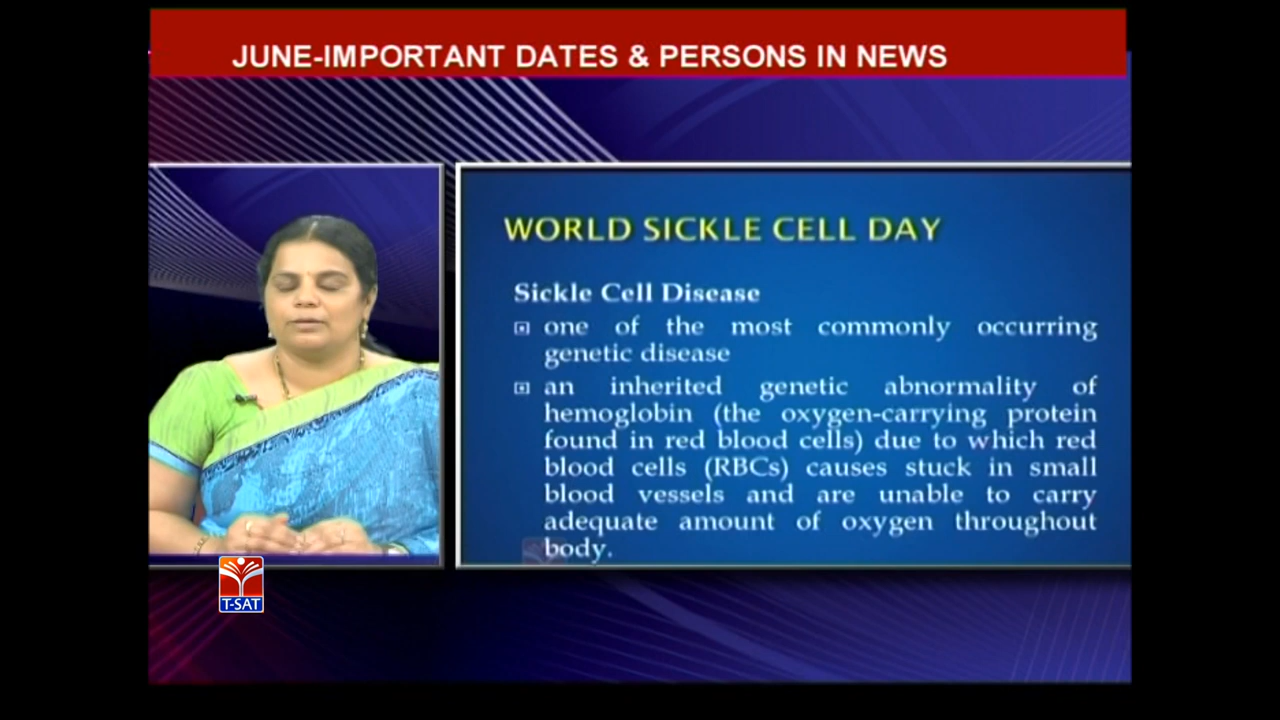 JUNE-IMPORTANT DATES & PERSONS IN NEWS
WORLD SICKLE CELL DAY
Sickle Cell Disease
one of the most commonly occurring
genetic disease
an inherited genetic abnormality of
hemoglobin (the oxygen-carrying protein
found in red blood cells) due to which red
blood cells (RBCs) causes stuck in small
blood vessels and are unable to carry
adequate amount of oxygen throughout
body.
T-SAT